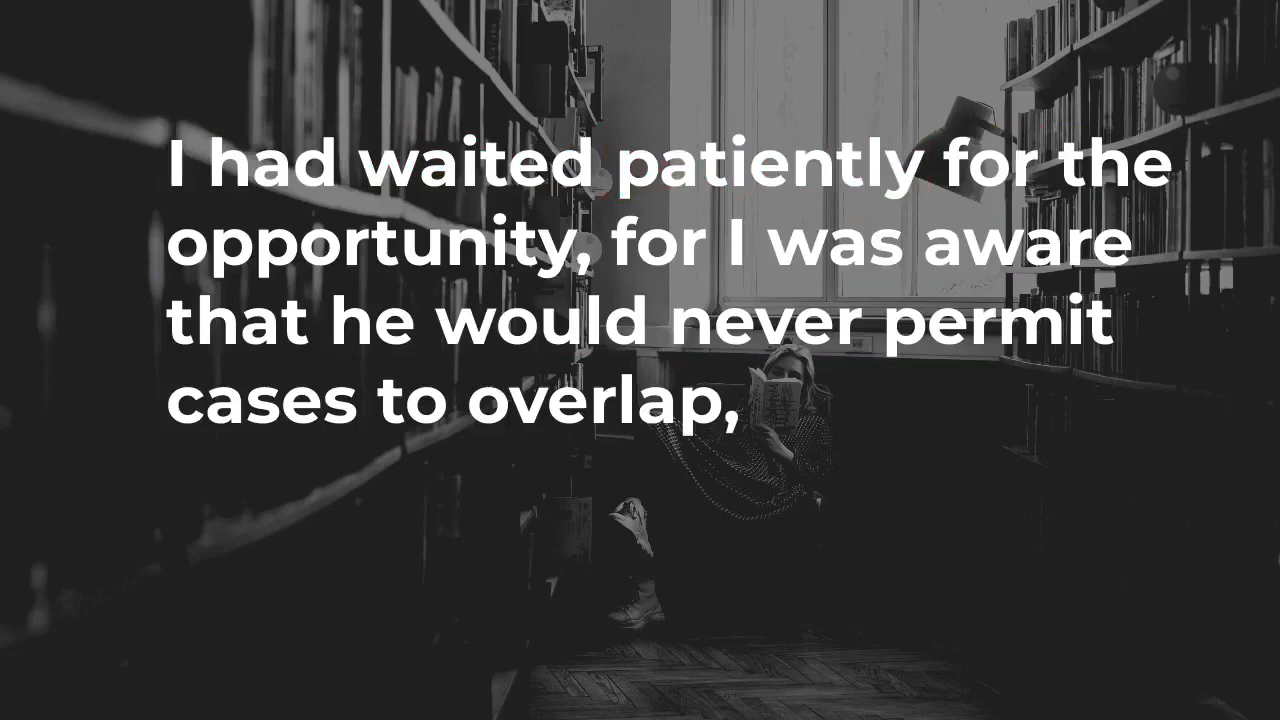 I had waited patiently for the
opportunity, for I was aware
that he would never permit
cases to overlap,